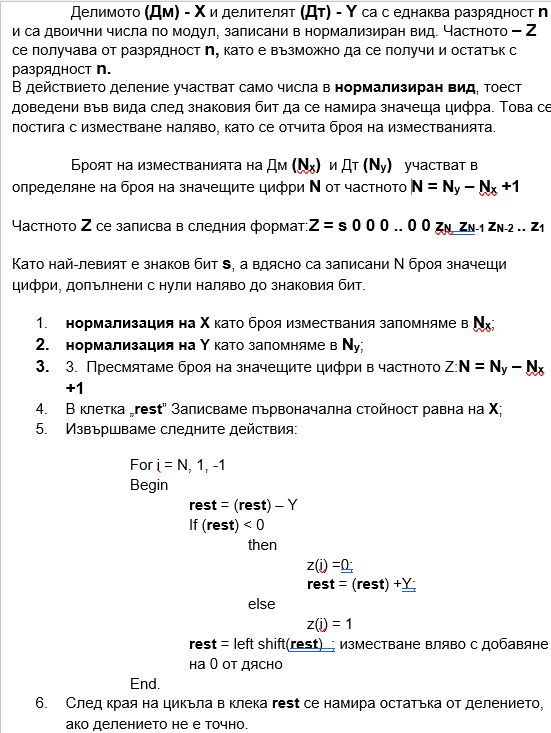 Делимото (Дм) - X и делителят (Дт) - Y са с еднаква разрядност n
и са двоични числа по модул, записани в нормализиран вид. Частното – Z
се получава от разрядност n, като е възможно да се получи и остатък с
разрядност n.
В действието деление участват само числа в нормализиран вид, тоест
доведени във вида след знаковия бит да се намира значеща цифра. Това се
постига с изместване наляво, като се отчита броя на изместванията.
Броят на изместванията на Дм (Nx) и Дт (Ny) участват в
определяне на броя на значещите цифри N от частното N = Ny – Nx +1
Частното Z се записва в следния формат:Z = s 0 0 0 .. 0 0 zN zN-1 zN-2 .. z1
Като най-левият е знаков бит s, а вдясно са записани N броя значещи
цифри, допълнени с нули наляво до знаковия бит.
1. нормализация на X като броя измествания запомняме в Nx;
2. нормализация на Y като запомняме в Ny;
3. 3. Пресмятаме броя на значещите цифри в частното Z:N = Ny – Nx
+1
4. В клетка „rest” Записваме първоначална стойност равна на X;
5. Извършваме следните действия:
For i = N, 1, -1
Begin
rest = (rest) – Y
If (rest) < 0
then
z(i) =0;
rest = (rest) +Y;
else
z(i) = 1
rest = left shift(rest) ; изместване вляво с добавяне
на 0 от дясно
End.
6. След края на цикъла в клека rest се намира остатъка от делението,
ако делението не е точно.